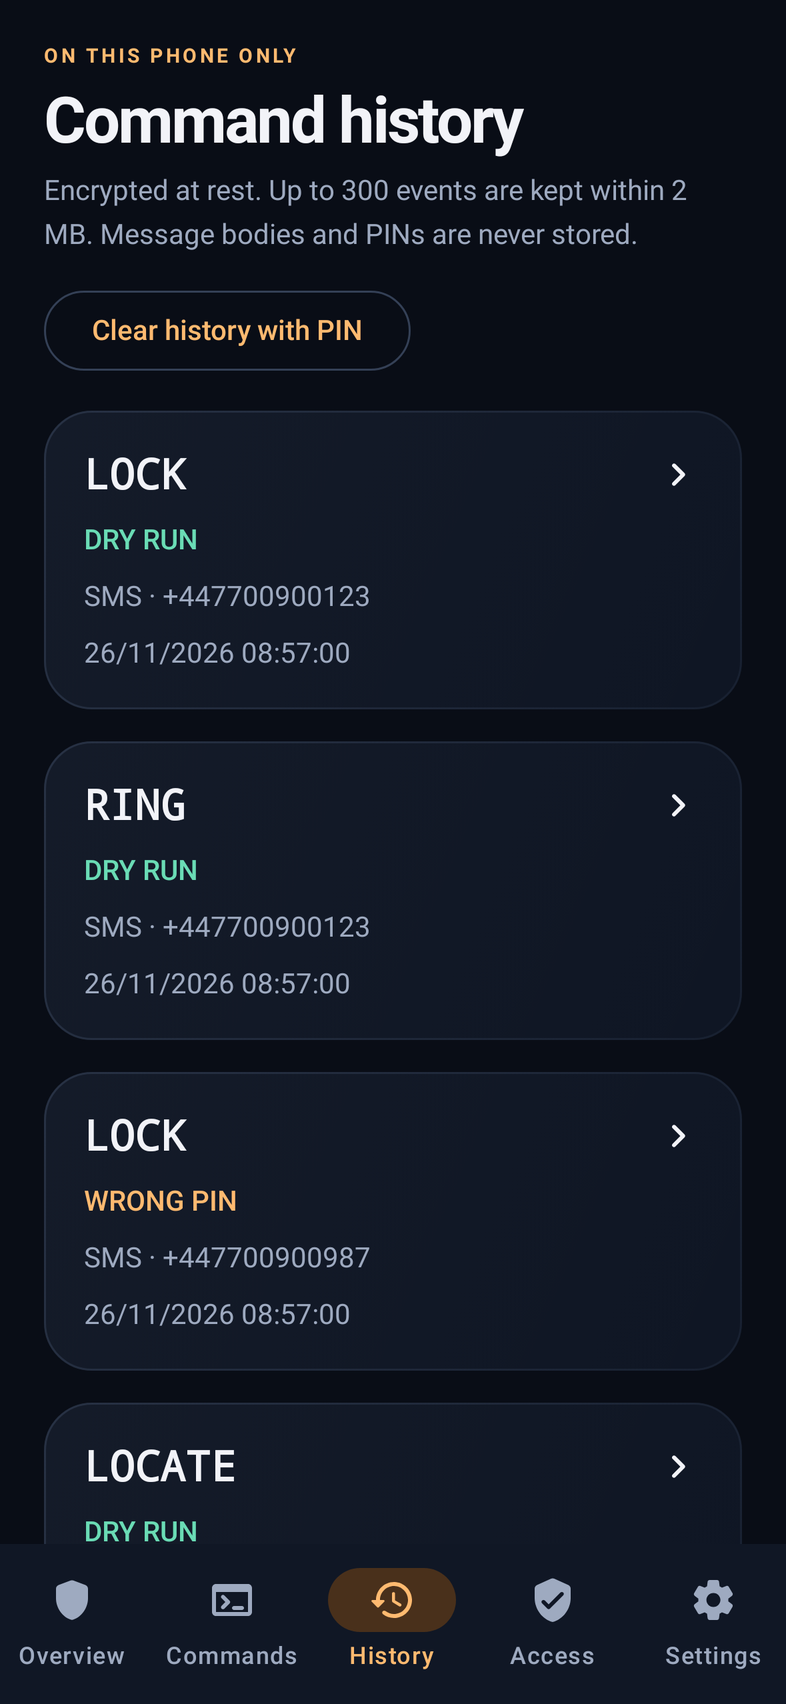 ON THIS PHONE ONLY
Command history
Encrypted at rest. Up to 300 events are kept within 2
MB. Message bodies and PINs are never stored.
Clear history with PIN
LOCK
DRY RUN
SMS · +447700900123
26/11/2026 08:57:00
RING
DRY RUN
SMS · +447700900123
26/11/2026 08:57:00
LOCK
WRONG PIN
SMS · +447700900987
26/11/2026 08:57:00
LOCATE
DRY RUN
Overview Commands History Access Settings